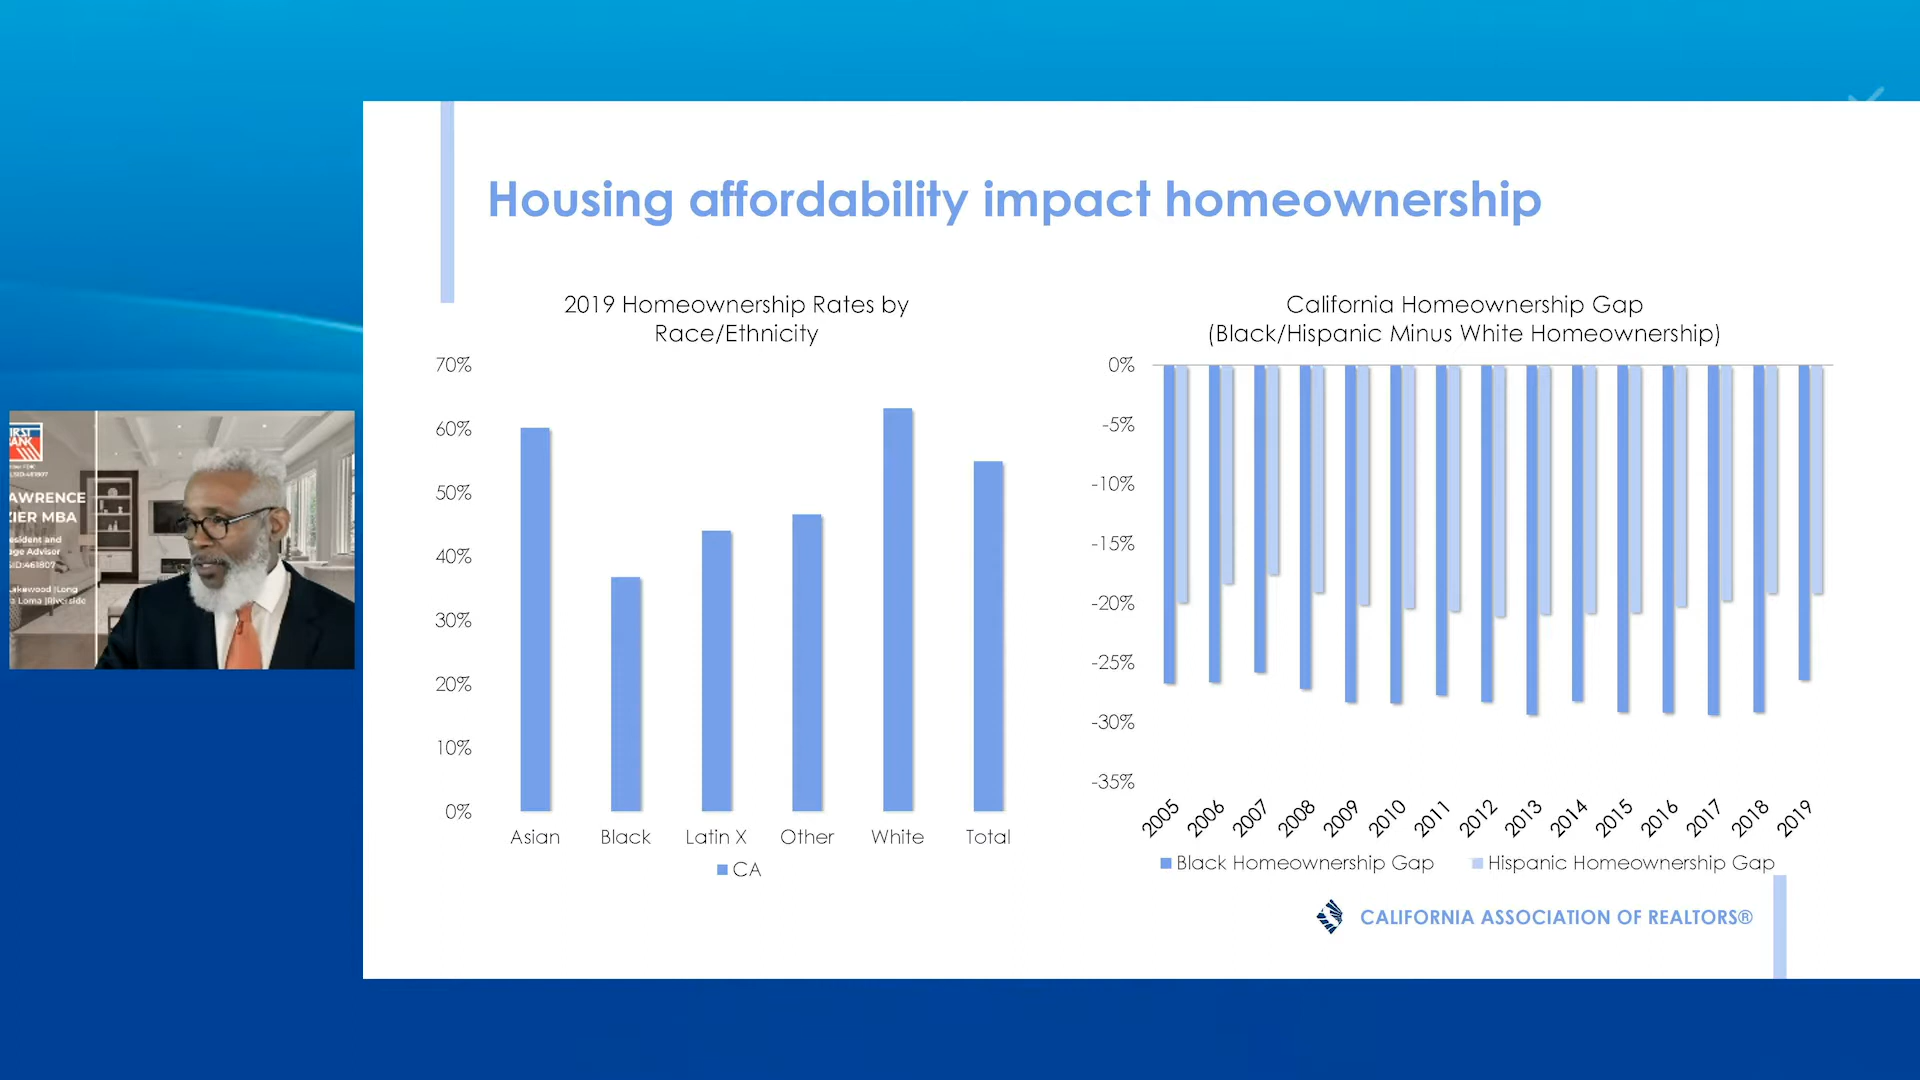 Housing affordability impact homeownership
2019 Homeownership Rates by
Race/Ethnicity
70%
60%
50%
40%
30%
20%
10%
0%
Asian
Black
Latin X
Other
White
Total
CA
California Homeownership Gap
(Black/Hispanic Minus White Homeownership)
0%
-5%
-10%
-15%
-20%
-25%
-30%
-35%
2005
2006
2007
2008
2009
2010
2011
2012
2013
2014
2015
2016
2017
2018
2019
Black Homeownership Gap
Hispanic Homeownership Gap
CALIFORNIA ASSOCIATION OF REALTORS®
IRST
ANK
AWRENCE
ZIER MBA
esident and
ge Advisor
SID:461807
akewood |Long
a Loma |Riverside